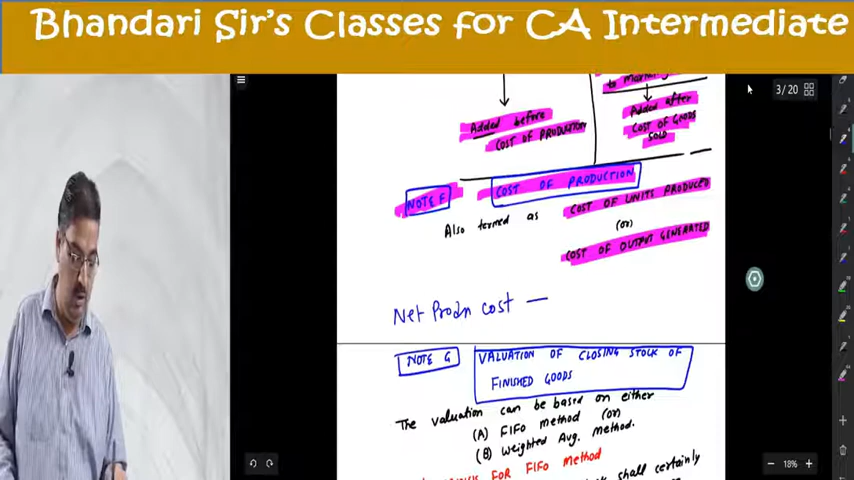 Bhandari Sir's Classes for CA Intermediate
3/20
to
Added before
COST OF PRODUCTION
Added after
COST OF GOODS
SOLD
NOTE F
COST OF PRODUCTION
Also termed as
COST OF UNITS PRODUCED
(or)
COST OF OUTPUT GENERATED
Net Prodn cost —
NOTE G
VALUATION OF CLOSING STOCK OF
FINISHED GOODS
The valuation can be based on either
(A) FIFO method (or)
(B) Weighted Avg. Method.
FOR FIFO Method
shall certainly
18%